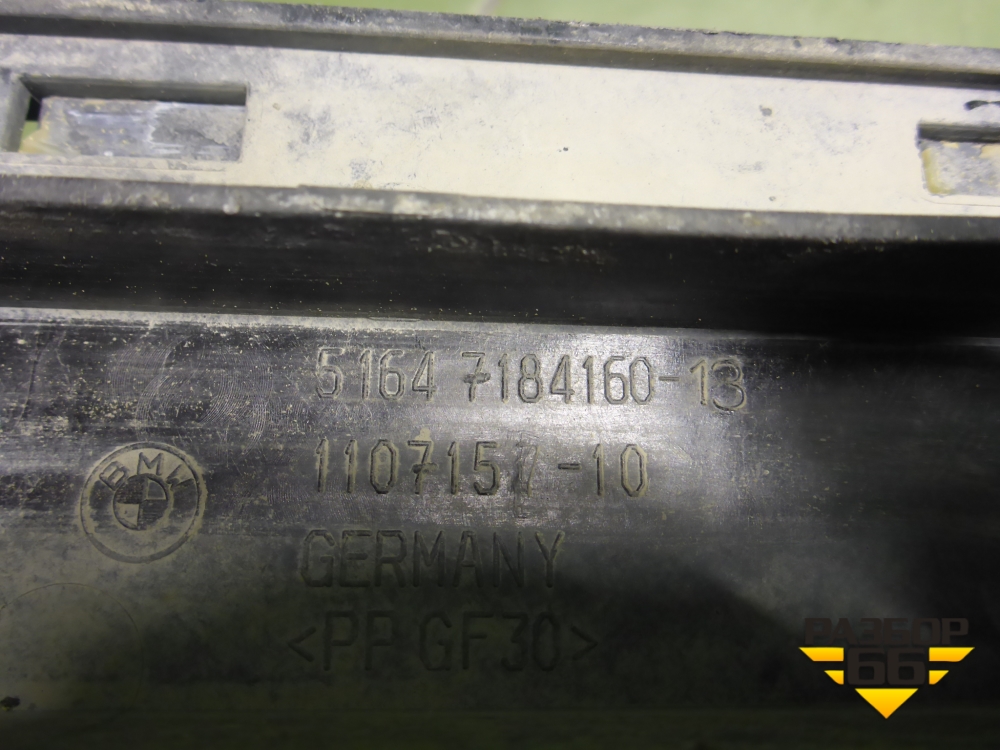 5164 7184160-13
1107157-10
BMW
GERMANY
<PP GF30>
РАЗБОР
66